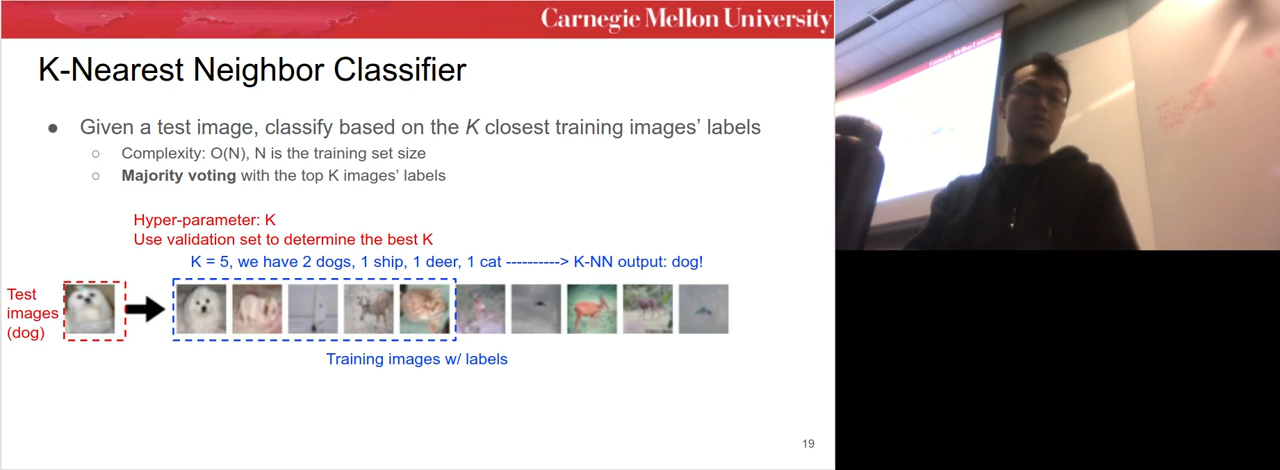 Carnegie Mellon University
K-Nearest Neighbor Classifier
● Given a test image, classify based on the K closest training images’ labels
○ Complexity: O(N), N is the training set size
○ Majority voting with the top K images’ labels
Hyper-parameter: K
Use validation set to determine the best K
K = 5, we have 2 dogs, 1 ship, 1 deer, 1 cat ----------> K-NN output: dog!
Test
images
(dog)
Training images w/ labels
19
Carnegie Mellon University